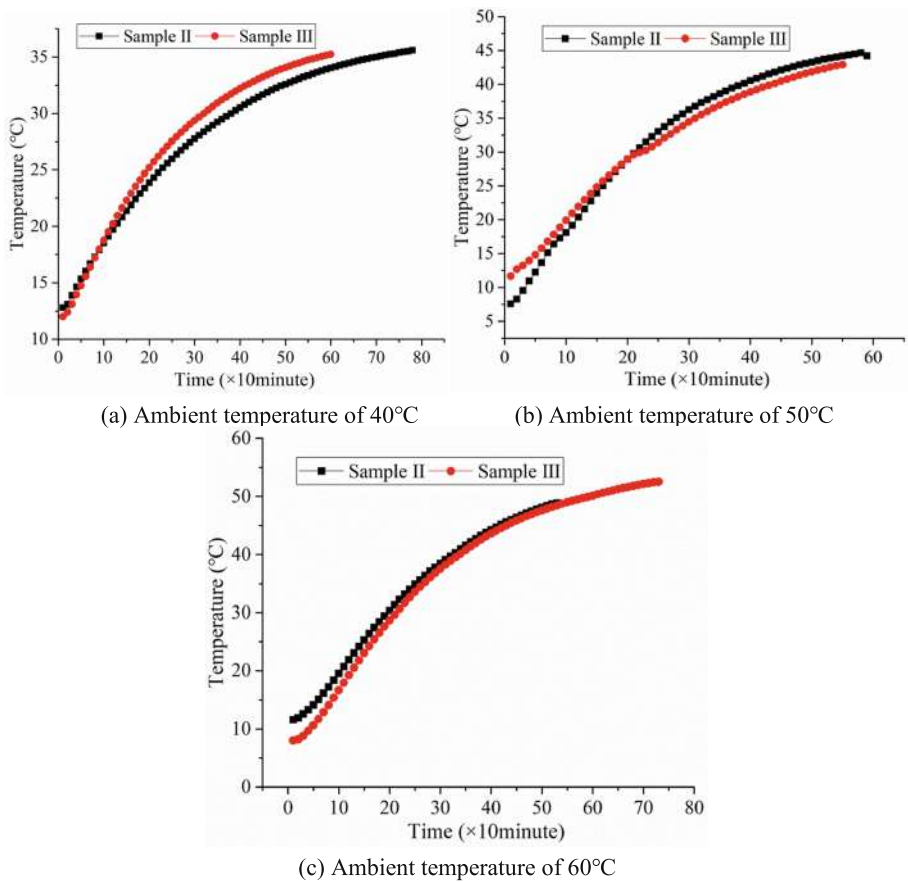 Sample II Sample III
35
30
25
20
15
10
0 10 20 30 40 50 60 70 80
Temperature (℃)
Time (×10minute)
(a) Ambient temperature of 40℃
Sample II Sample III
50
45
40
35
30
25
20
15
10
5
0 10 20 30 40 50 60
Temperature (℃)
Time (×10minute)
(b) Ambient temperature of 50℃
Sample II Sample III
60
50
40
30
20
10
0
0 10 20 30 40 50 60 70 80
Temperature (℃)
Time (×10minute)
(c) Ambient temperature of 60℃